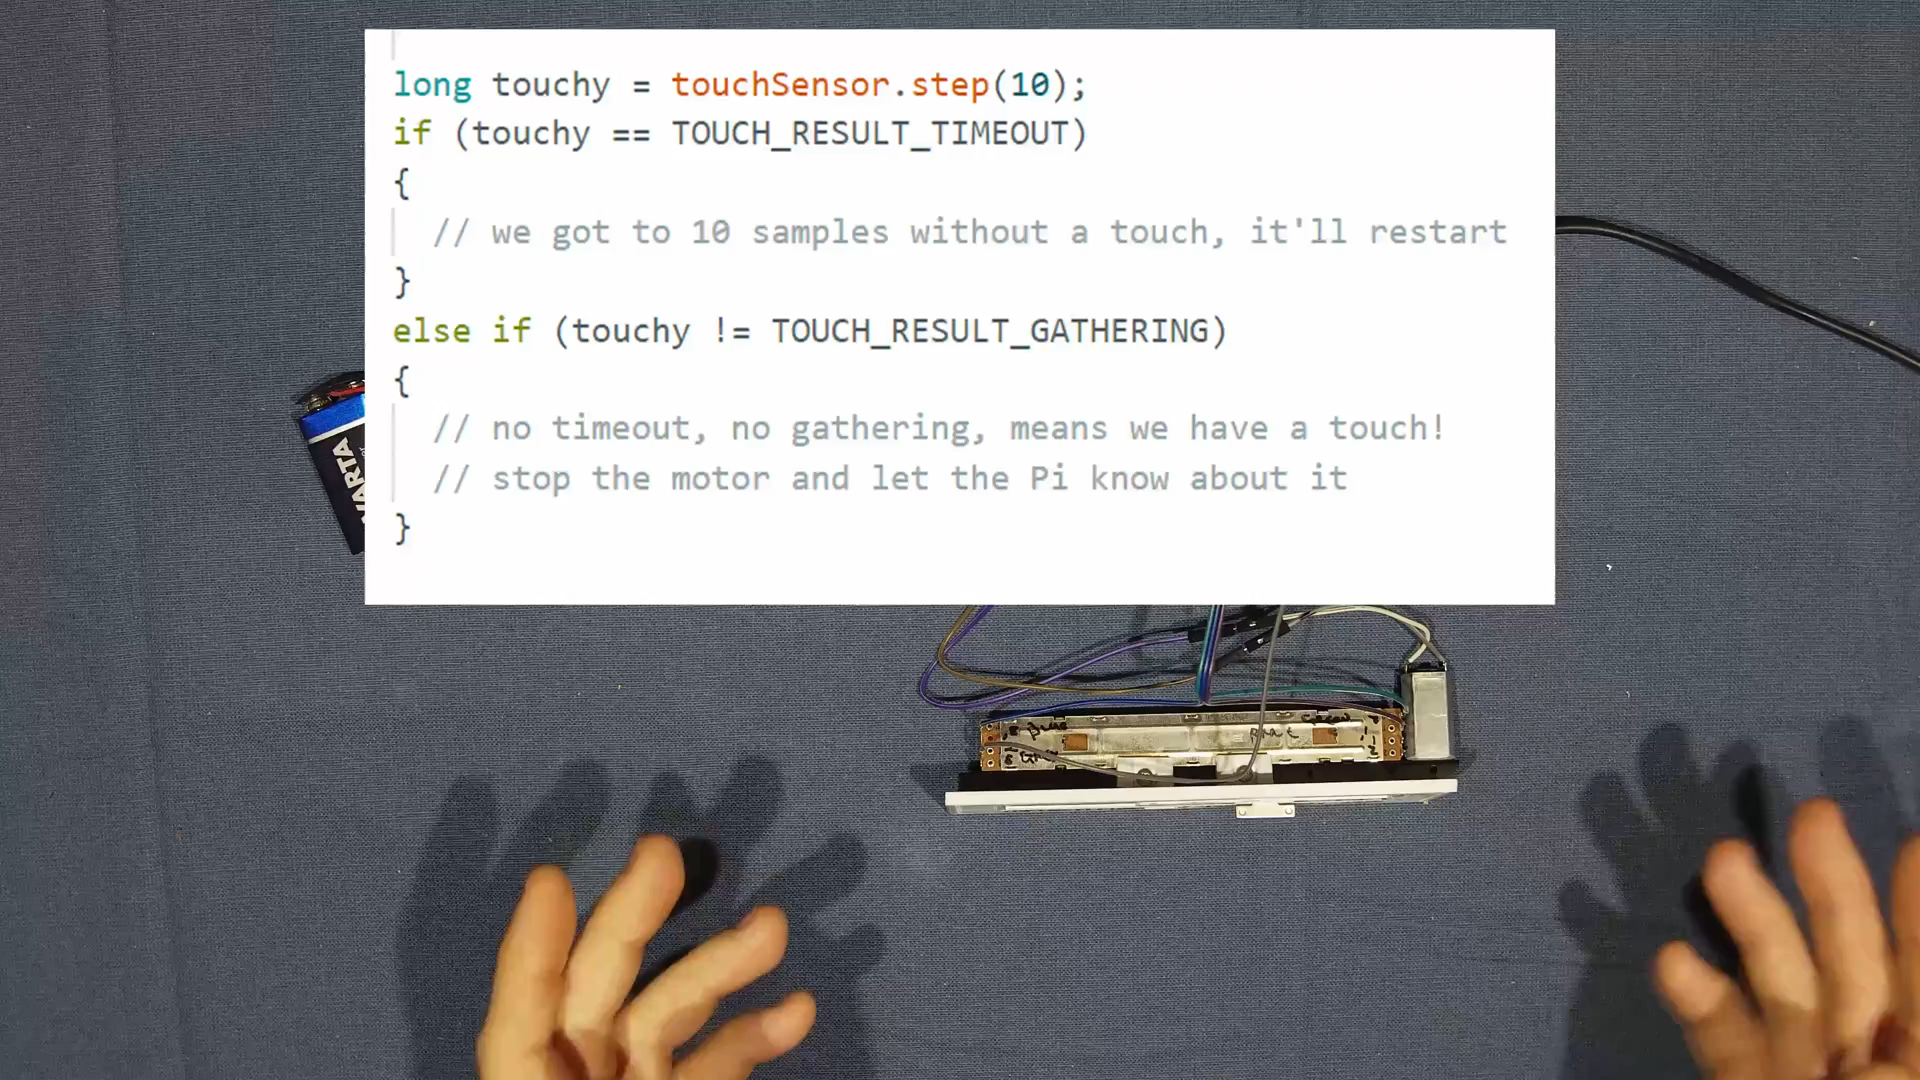 long touchy = touchSensor.step(10);
if (touchy == TOUCH_RESULT_TIMEOUT)
{
// we got to 10 samples without a touch, it'll restart
}
else if (touchy != TOUCH_RESULT_GATHERING)
{
// no timeout, no gathering, means we have a touch!
// stop the motor and let the Pi know about it
}
VARTA